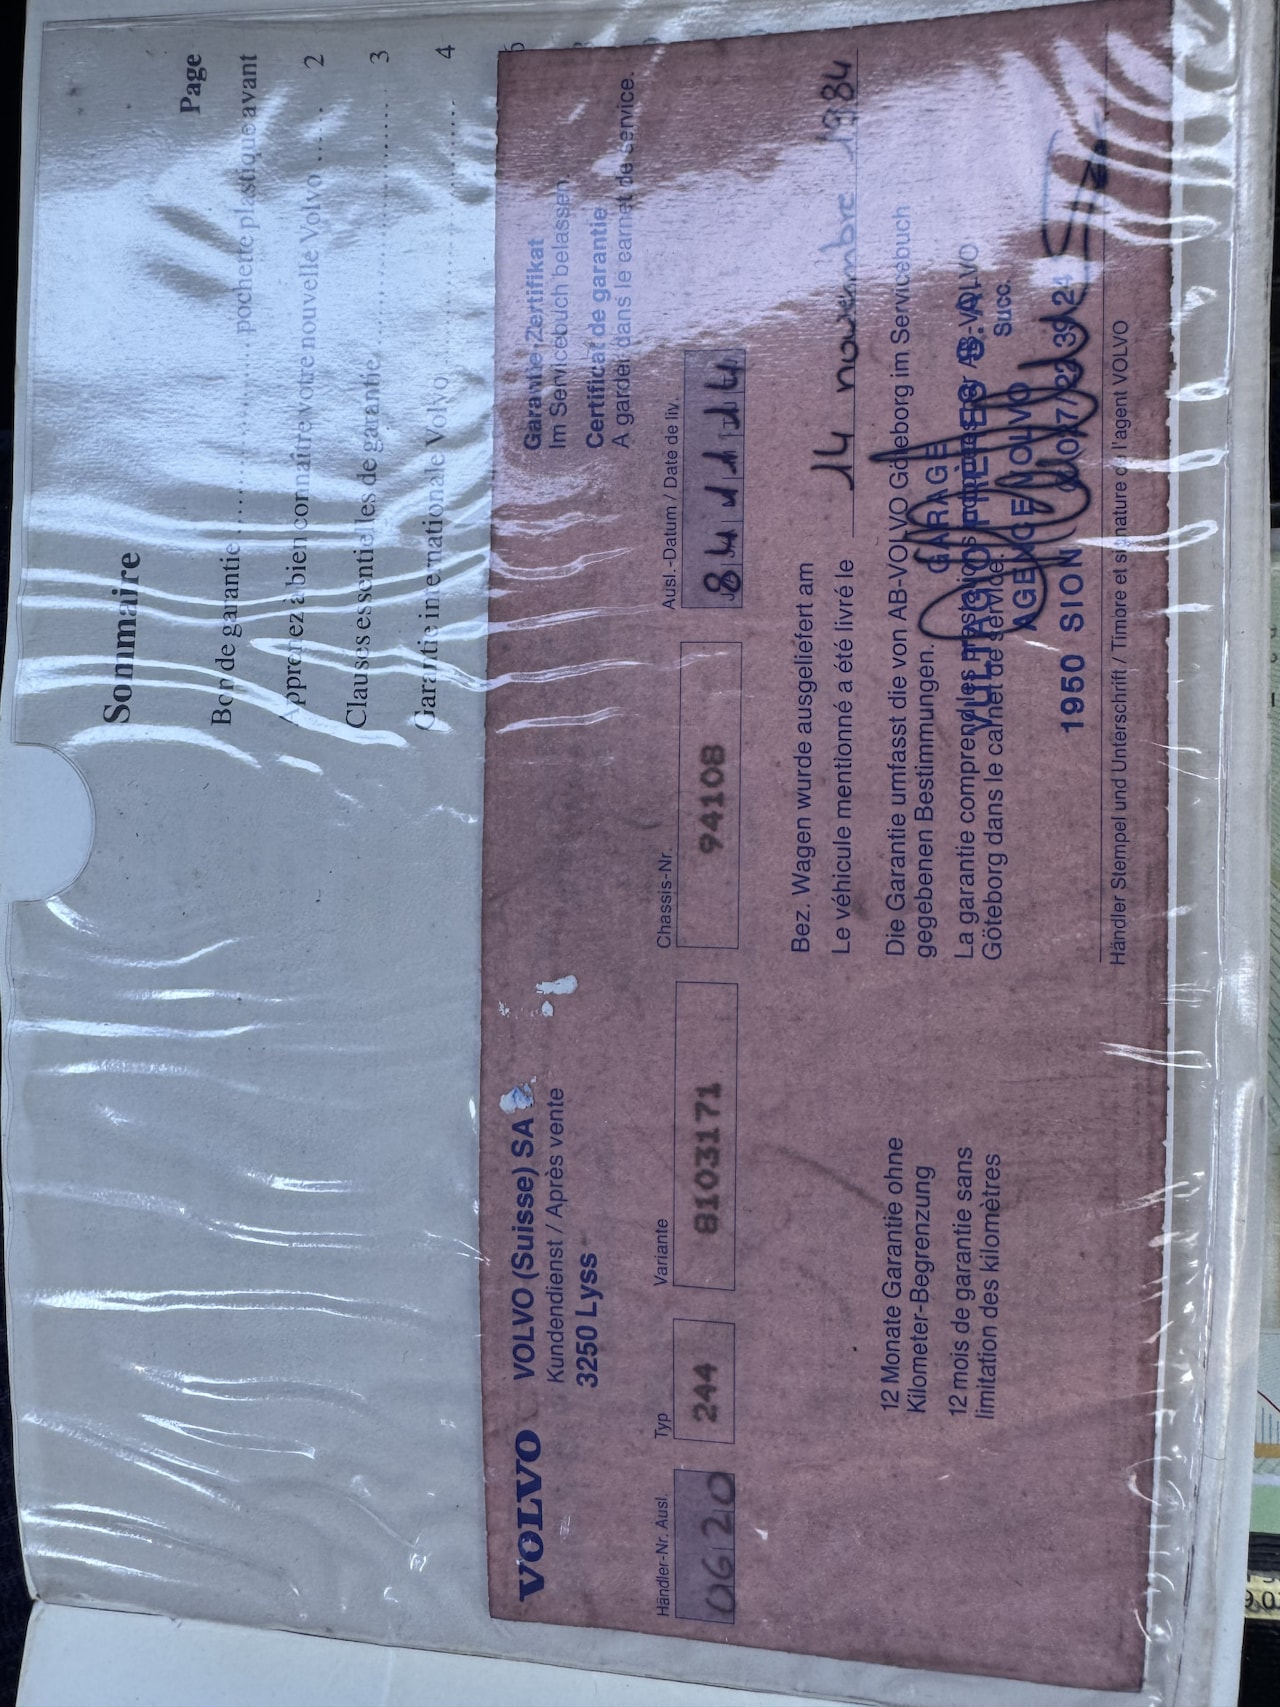 Sommaire
Page
Bon de garantie ............. pochette plastique avant
Apprenez à bien connaître votre nouvelle Volvo ...... 2
Clauses essentielles de garantie ............. 3
Garantie internationale Volvo ............. 4
VOLVO VOLVO (Suisse) SA
Kundendienst / Après vente
3250 Lyss
Garantie-Zertifikat
Im Servicebuch belassen
Certificat de garantie
A garder dans le carnet de service.
Händler-Nr. Ausl. Typ Variante Chassis-Nr. Ausl.-Datum / Date de liv.
0620 244 8103171 94108 841114
Bez. Wagen wurde ausgeliefert am
Le véhicule mentionné a été livré le 14 novembre 1984
12 Monate Garantie ohne
Kilometer-Begrenzung
12 mois de garantie sans
limitation des kilomètres
Die Garantie umfasst die von AB-VOLVO Göteborg im Servicebuch
gegebenen Bestimmungen.
La garantie comprend les prestations par AB-VOLVO
Göteborg dans le carnet de service.
GARAGE
FRÈRES S.A.
Succ.
AGENCE VOLVO
1950 SION 027/22 39 24
Händler Stempel und Unterschrift / Timbre et signature de l'agent VOLVO